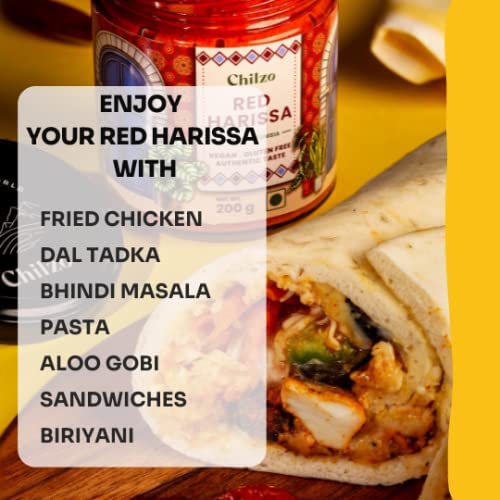 Chilzo
RED
HARISSA
VEGAN · GLUTEN FREE
AUTHENTIC TASTE
200 g
Chilzo
ENJOY
YOUR RED HARISSA
WITH
FRIED CHICKEN
DAL TADKA
BHINDI MASALA
PASTA
ALOO GOBI
SANDWICHES
BIRIYANI